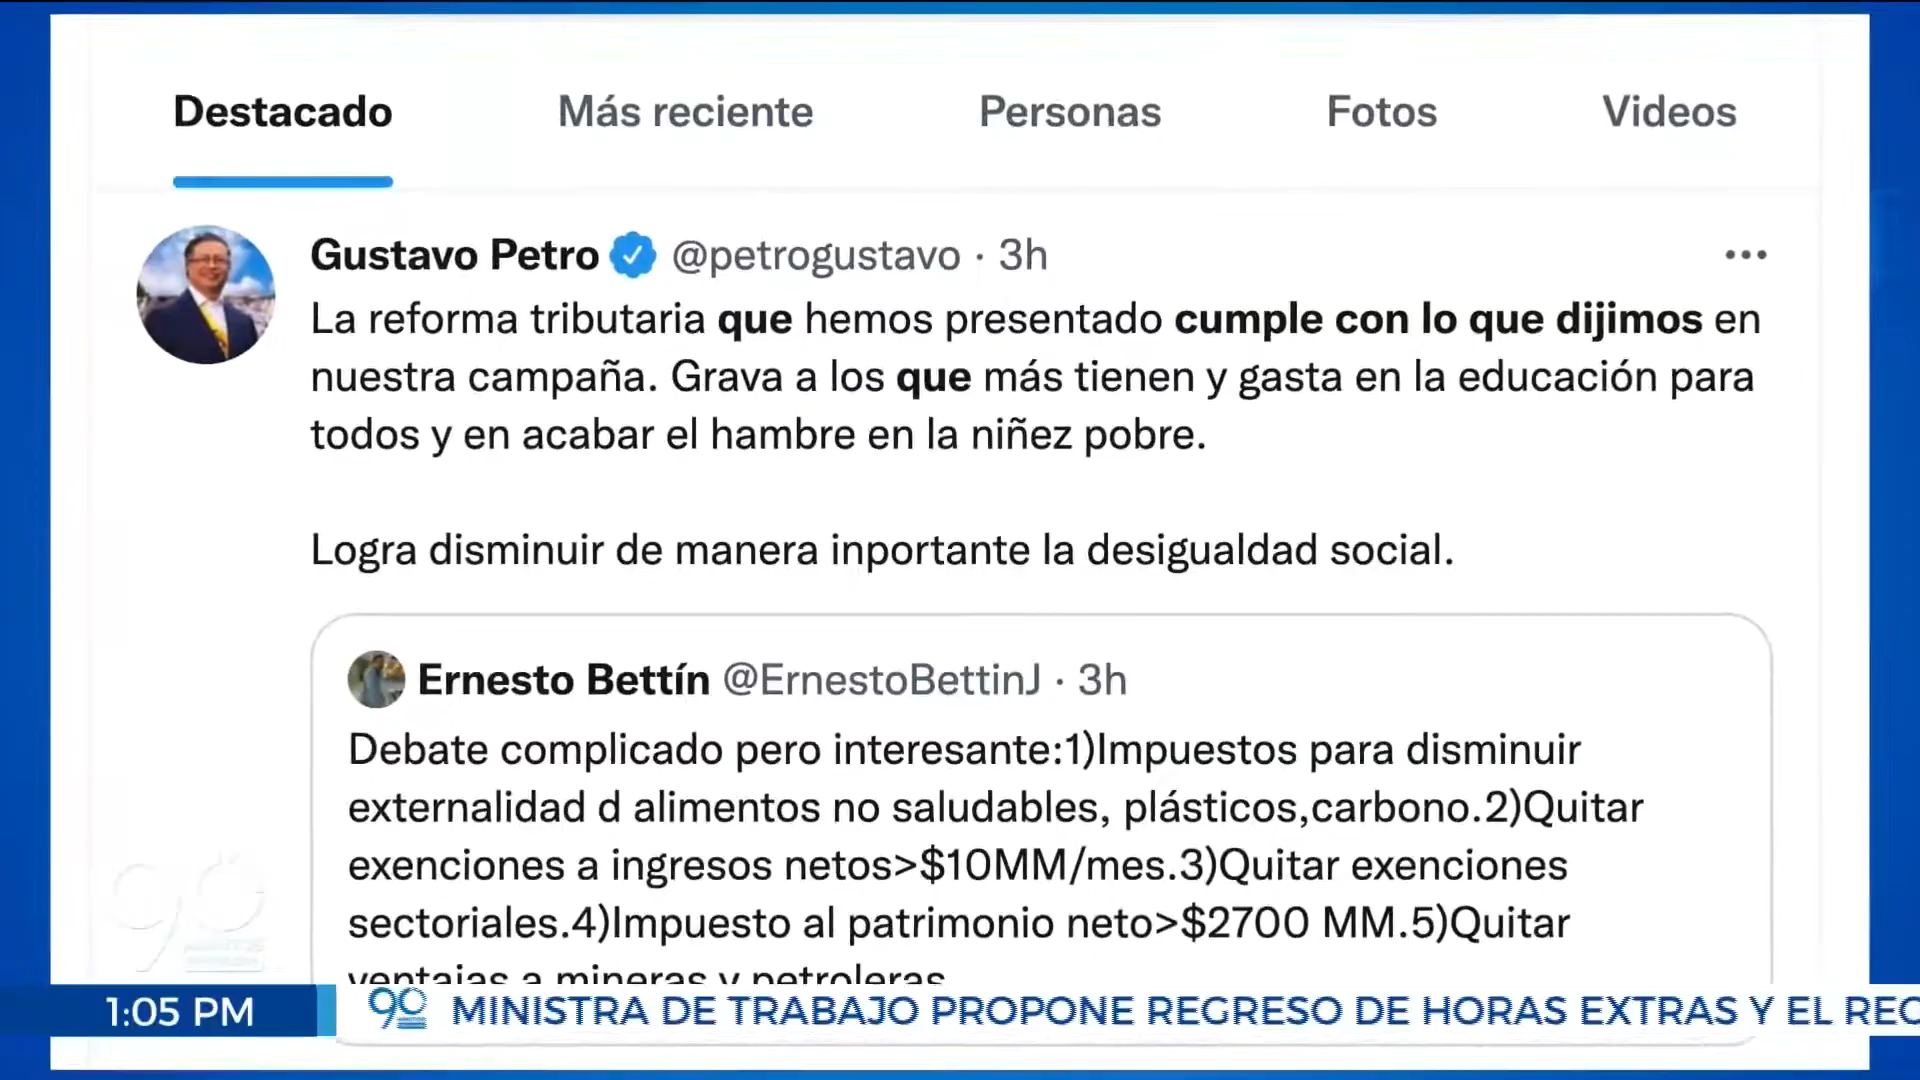 Destacado Más reciente Personas Fotos Videos
Gustavo Petro @petrogustavo · 3h
La reforma tributaria que hemos presentado cumple con lo que dijimos en
nuestra campaña. Grava a los que más tienen y gasta en la educación para
todos y en acabar el hambre en la niñez pobre.
Logra disminuir de manera inportante la desigualdad social.
Ernesto Bettín @ErnestoBettinJ · 3h
Debate complicado pero interesante:1)Impuestos para disminuir
externalidad d alimentos no saludables, plásticos,carbono.2)Quitar
exenciones a ingresos netos>$10MM/mes.3)Quitar exenciones
sectoriales.4)Impuesto al patrimonio neto>$2700 MM.5)Quitar
ventajas a mineras y petroleras
90
1:05 PM 90 MINISTRA DE TRABAJO PROPONE REGRESO DE HORAS EXTRAS Y EL REC